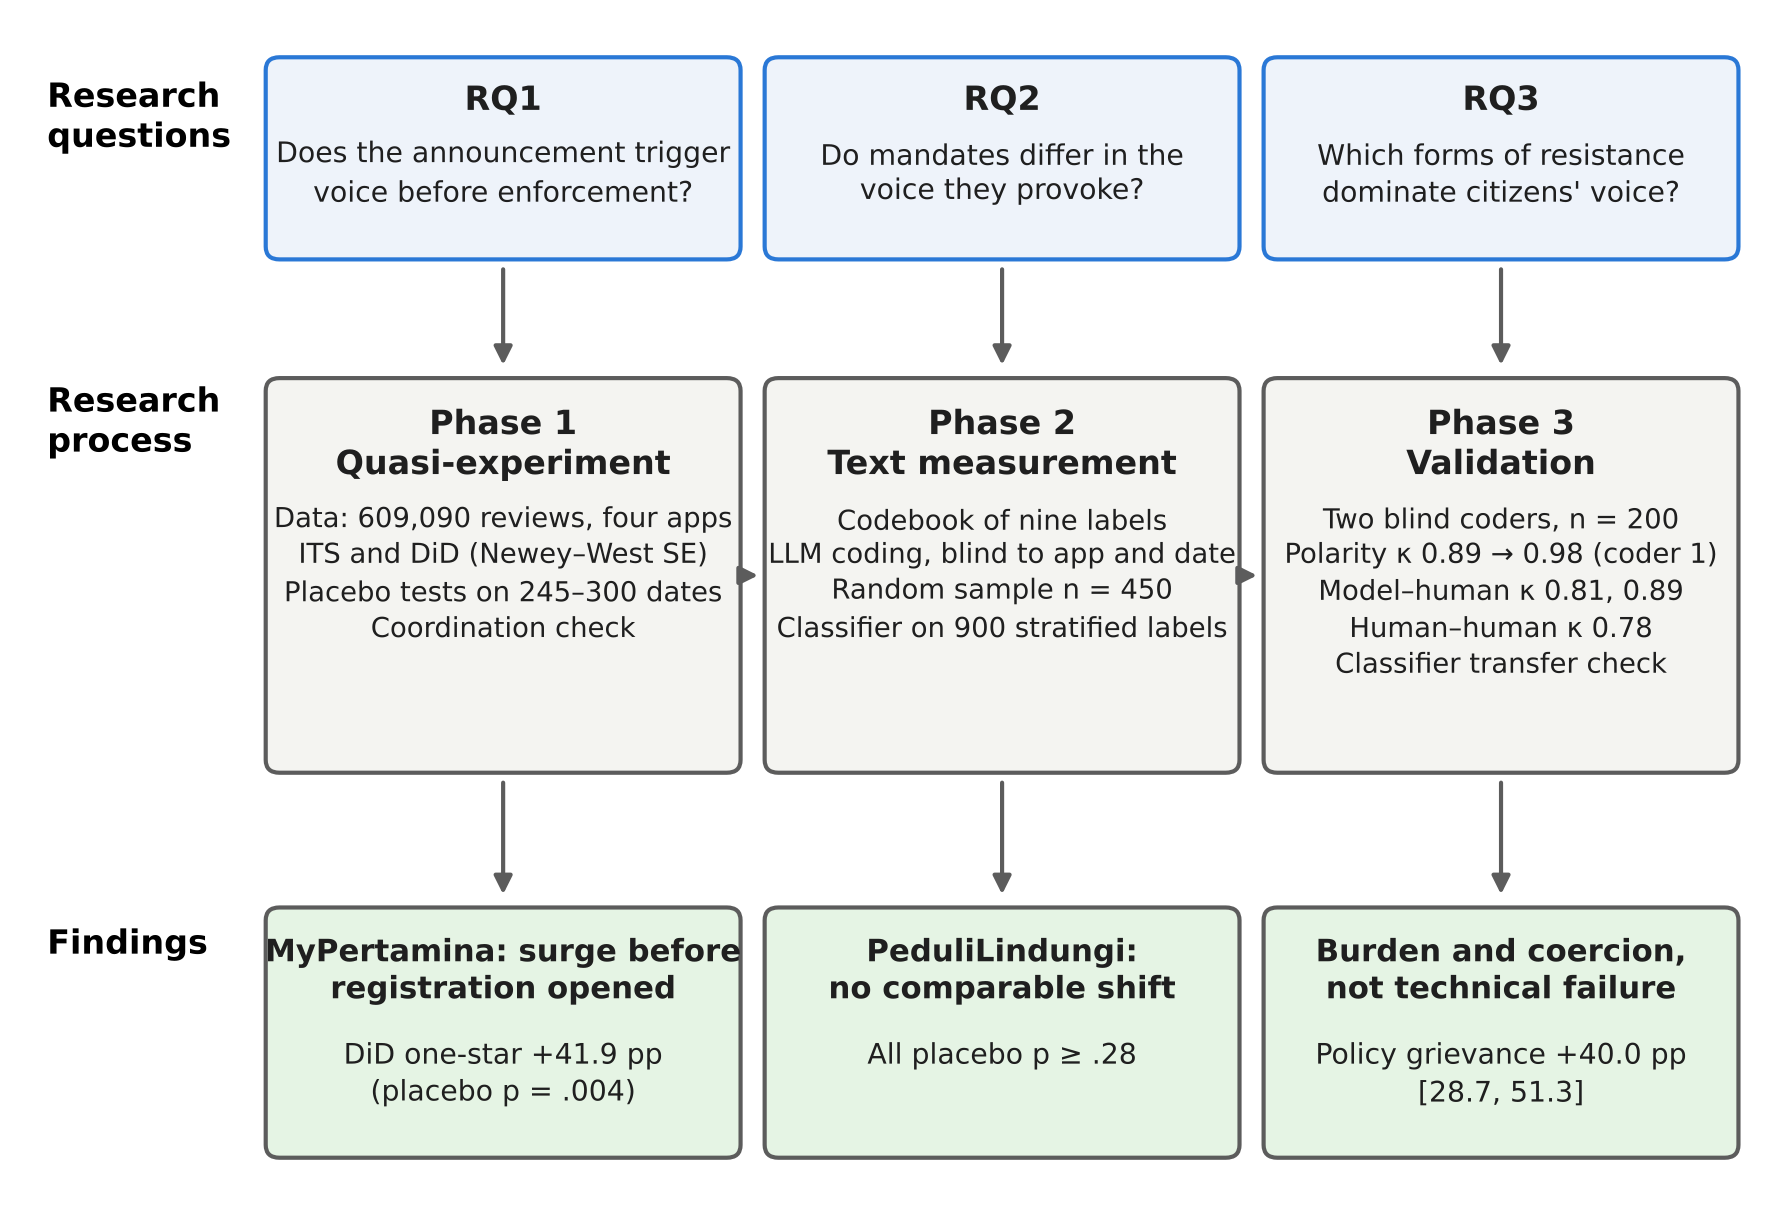 Research
questions
RQ1
Does the announcement trigger
voice before enforcement?
RQ2
Do mandates differ in the
voice they provoke?
RQ3
Which forms of resistance
dominate citizens' voice?
Research
process
Phase 1
Quasi-experiment
Data: 609,090 reviews, four apps
ITS and DiD (Newey–West SE)
Placebo tests on 245–300 dates
Coordination check
Phase 2
Text measurement
Codebook of nine labels
LLM coding, blind to app and date
Random sample n = 450
Classifier on 900 stratified labels
Phase 3
Validation
Two blind coders, n = 200
Polarity κ 0.89 → 0.98 (coder 1)
Model–human κ 0.81, 0.89
Human–human κ 0.78
Classifier transfer check
Findings
MyPertamina: surge before
registration opened
DiD one-star +41.9 pp
(placebo p = .004)
PeduliLindungi:
no comparable shift
All placebo p ≥ .28
Burden and coercion,
not technical failure
Policy grievance +40.0 pp
[28.7, 51.3]